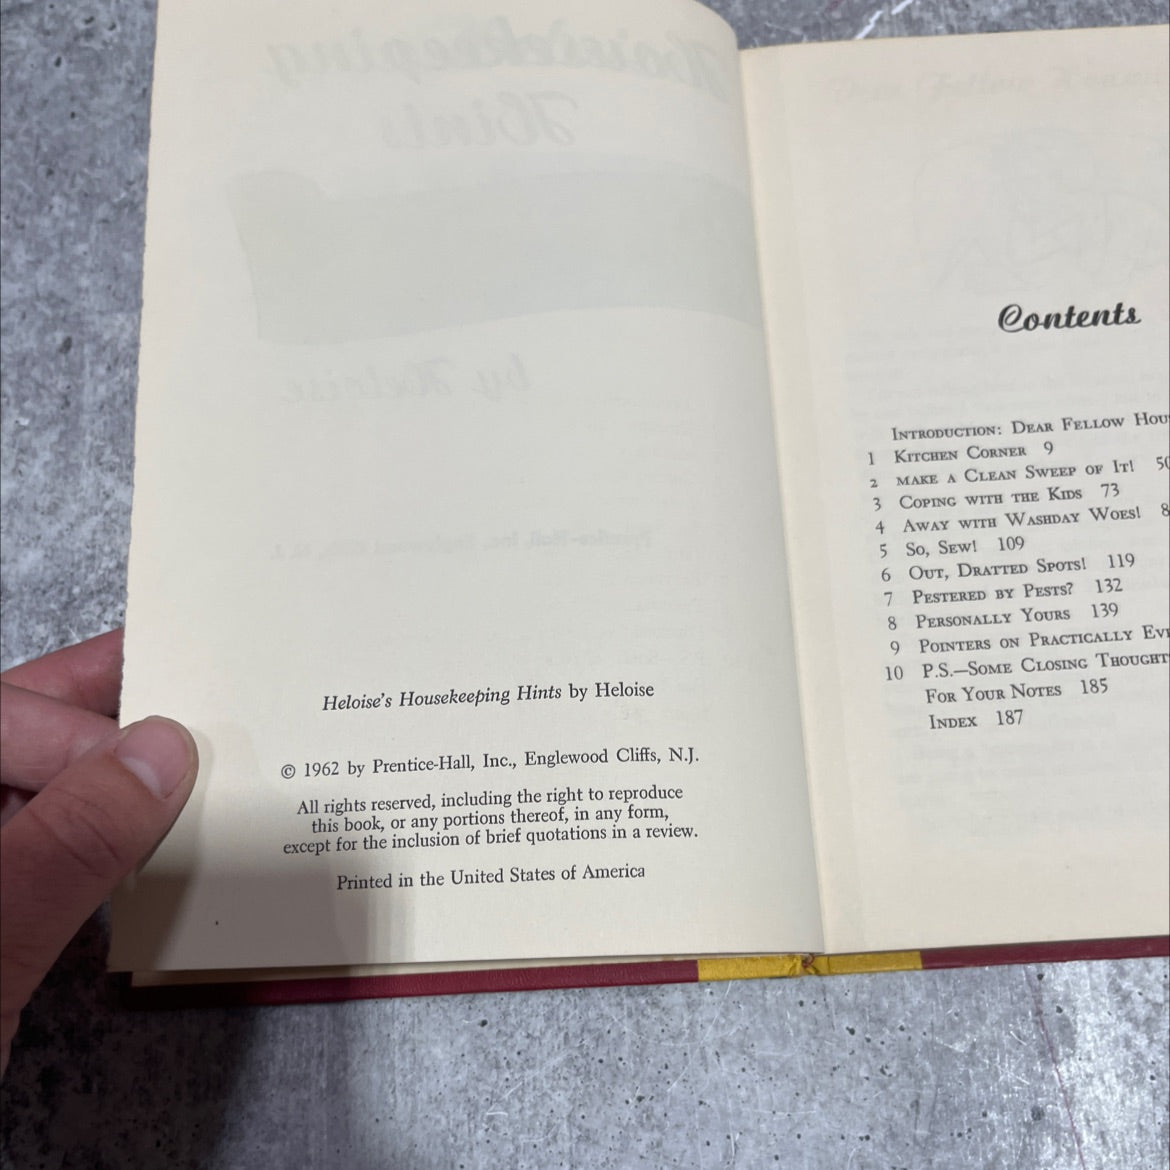 Heloise's Housekeeping Hints by Heloise
© 1962 by Prentice-Hall, Inc., Englewood Cliffs, N.J.
All rights reserved, including the right to reproduce
this book, or any portions thereof, in any form,
except for the inclusion of brief quotations in a review.
Printed in the United States of America
Contents
INTRODUCTION: DEAR FELLOW
1 KITCHEN CORNER 9
2 MAKE A CLEAN SWEEP OF IT! 50
3 COPING WITH THE KIDS 73
4 AWAY WITH WASHDAY WOES!
5 SO, SEW! 109
6 OUT, DRATTED SPOTS! 119
7 PESTERED BY PESTS? 132
8 PERSONALLY YOURS 139
9 POINTERS ON PRACTICALLY
10 P.S.—SOME CLOSING THOUGHT
FOR YOUR NOTES 185
INDEX 187